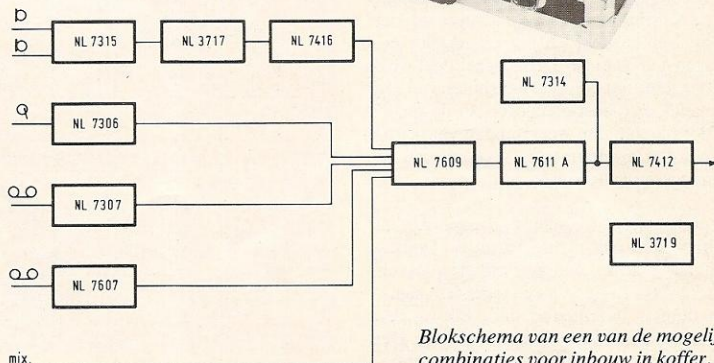 NL 7315
NL 3717
NL 7416
NL 7314
NL 7306
NL 7609
NL 7611 A
NL 7412
NL 7307
NL 3719
NL 7607
mix.
Blokschema van een van de
combinaties voor inbouw in koffer